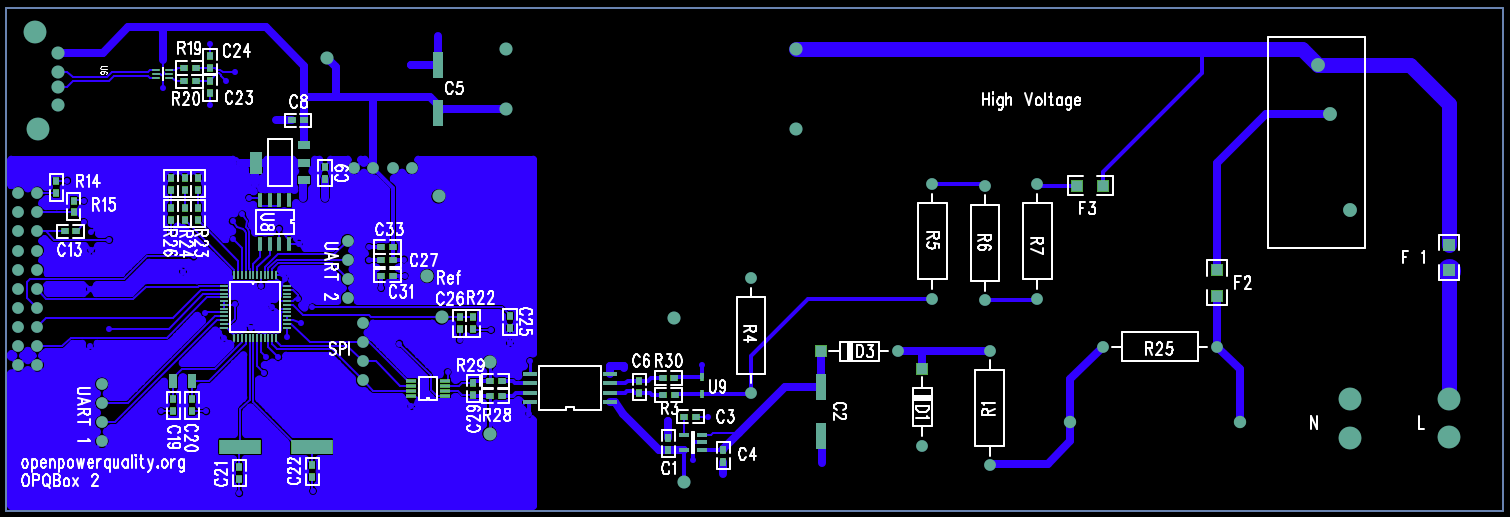 R19
C24
U6
R20
C23
C8
C5
High Voltage
R14
R15
C9
C13
R26
R24
R23
U8
UART 2
C33
C27
C31
Ref
C26
R22
C25
SPI
R5
R6
R7
F3
F 1
F2
R4
R29
C29
R28
C6
R30
U9
R3
C3
C1
C4
D3
C2
D1
R1
R25
N
L
UART 1
C19
C20
C21
C22
openpowerquality.org
OPQBox 2